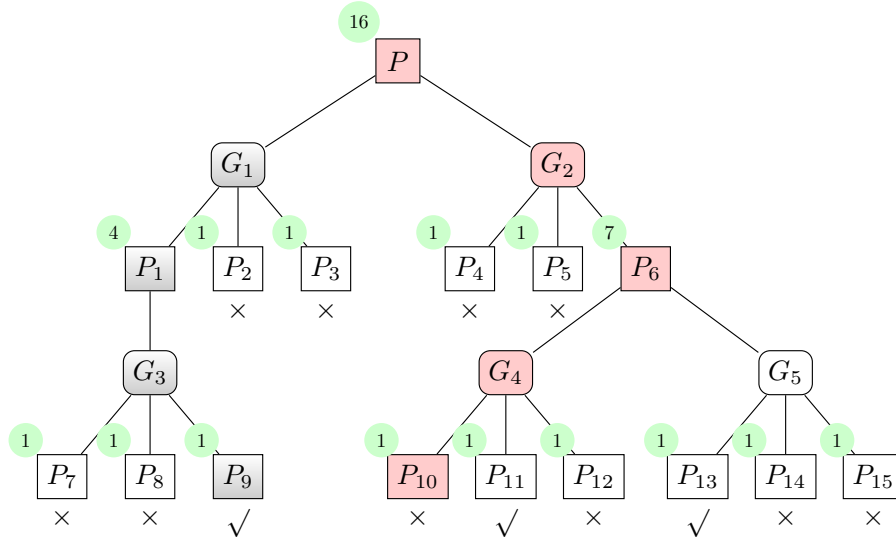 16
P
G₁ G₂
4 1 1 1 1 7
P₁ P₂ P₃ P₄ P₅ P₆
× × × ×
G₃ G₄ G₅
1 1 1 1 1 1 1 1 1
P₇ P₈ P₉ P₁₀ P₁₁ P₁₂ P₁₃ P₁₄ P₁₅
× × √ × √ × √ × ×